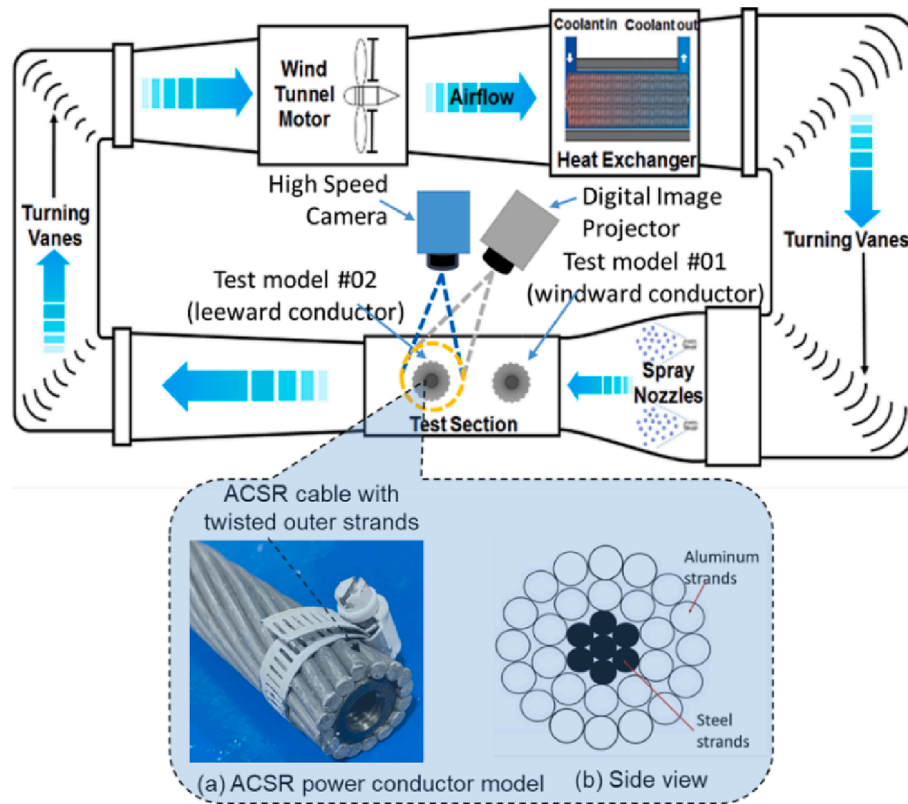 Coolant in Coolant out
Wind
Tunnel
Motor
Airflow
Heat Exchanger
High Speed
Camera
Digital Image
Projector
Turning
Vanes
Turning Vanes
Test model #02
(leeward conductor)
Test model #01
(windward conductor)
Spray
Nozzles
Test Section
ACSR cable with
twisted outer strands
Aluminum
strands
Steel
strands
(a) ACSR power conductor model
(b) Side view